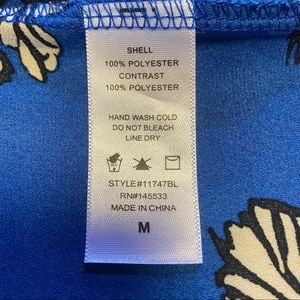 SHELL
100% POLYESTER
CONTRAST
100% POLYESTER
HAND WASH COLD
DO NOT BLEACH
LINE DRY
STYLE#11747BL
RN#145533
MADE IN CHINA
M